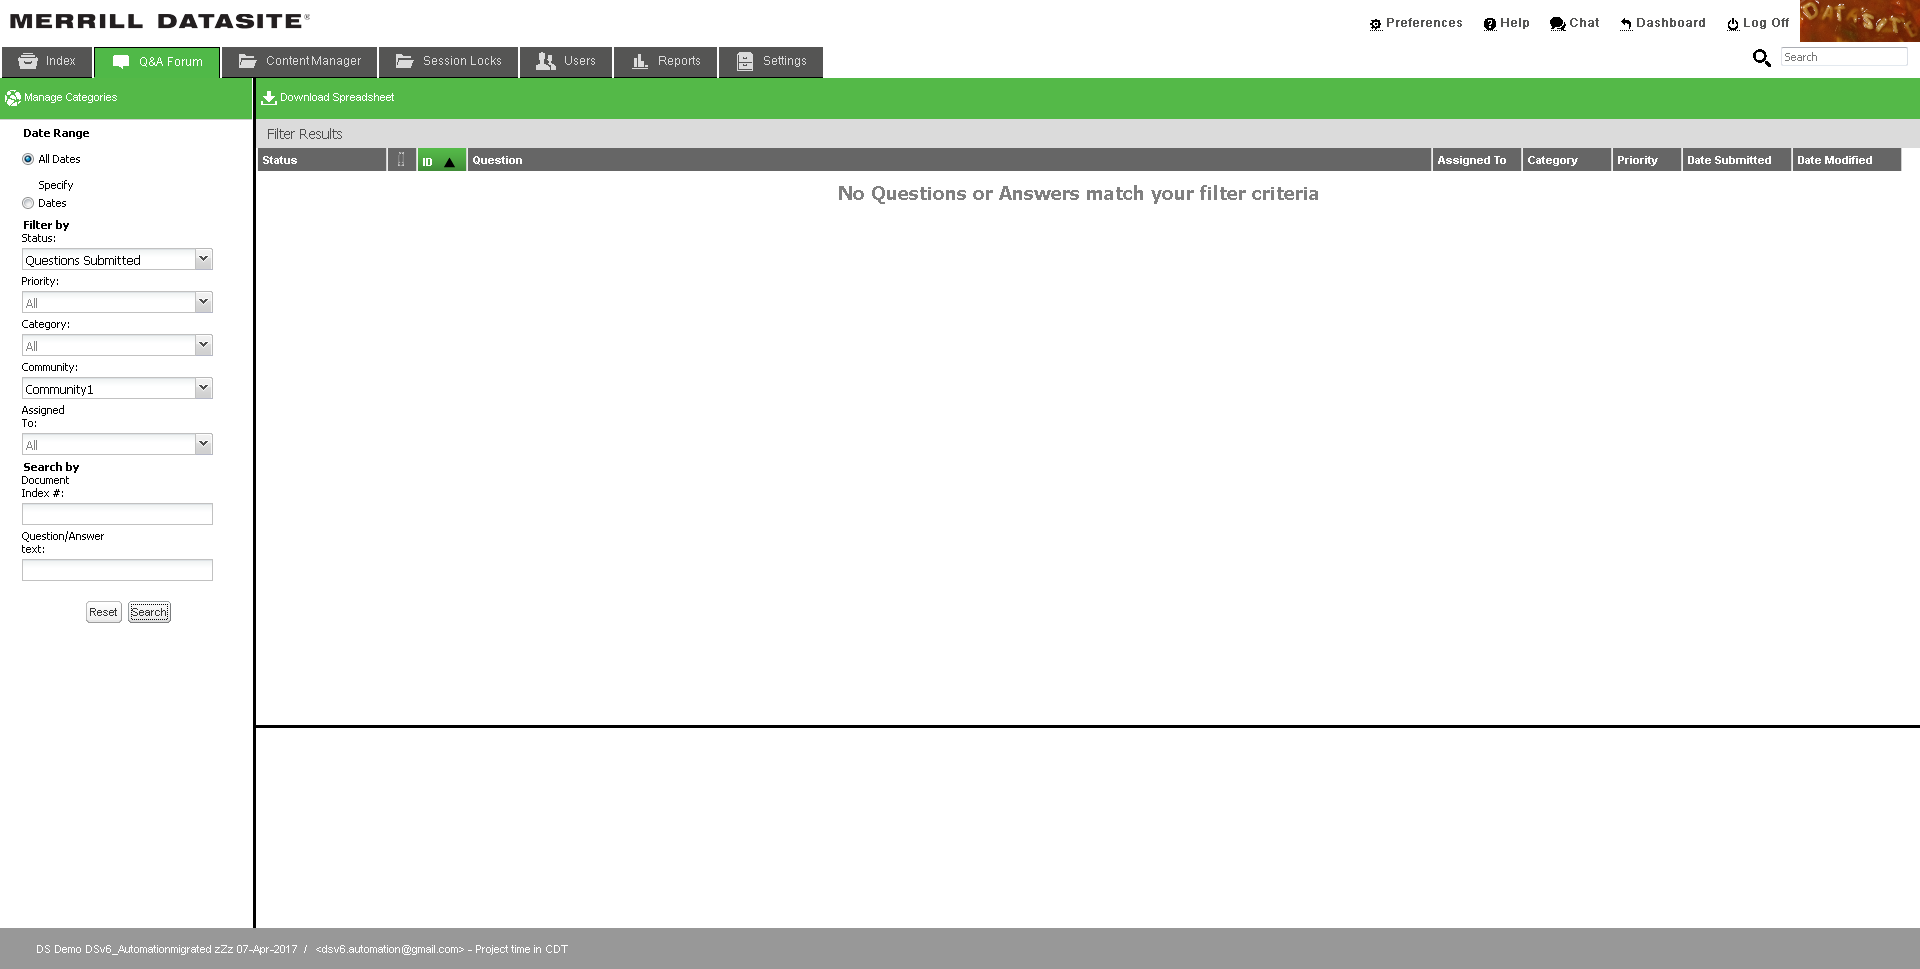 MERRILL DATASITE®
Preferences Help Chat Dashboard Log Off
DATASITE
Index Q&A Forum Content Manager Session Locks Users Reports Settings
Search
Manage Categories
Download Spreadsheet
Date Range
All Dates
Specify
Dates
Filter by
Status:
Questions Submitted
Priority:
All
Category:
All
Community:
Community1
Assigned
To:
All
Search by
Document
Index #:
Question/Answer
text:
Reset Search
Filter Results
Status ID Question Assigned To Category Priority Date Submitted Date Modified
No Questions or Answers match your filter criteria
DS Demo DSv6_Automationmigrated zZz 07-Apr-2017 / <dsv6.automation@gmail.com> - Project time in CDT